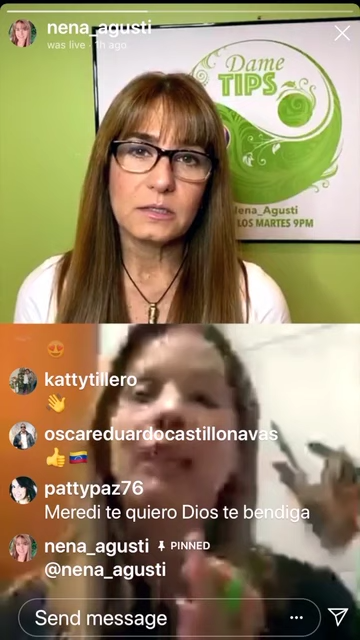 nena_agusti
was live · 1h ago
Dame
TIPS
Nena_Agusti
LOS MARTES 9PM
kattytillero
👋
oscareduardocastillonavas
👍🇻🇪
pattypaz76
Meredi te quiero Dios te bendiga
nena_agusti PINNED
@nena_agusti
Send message